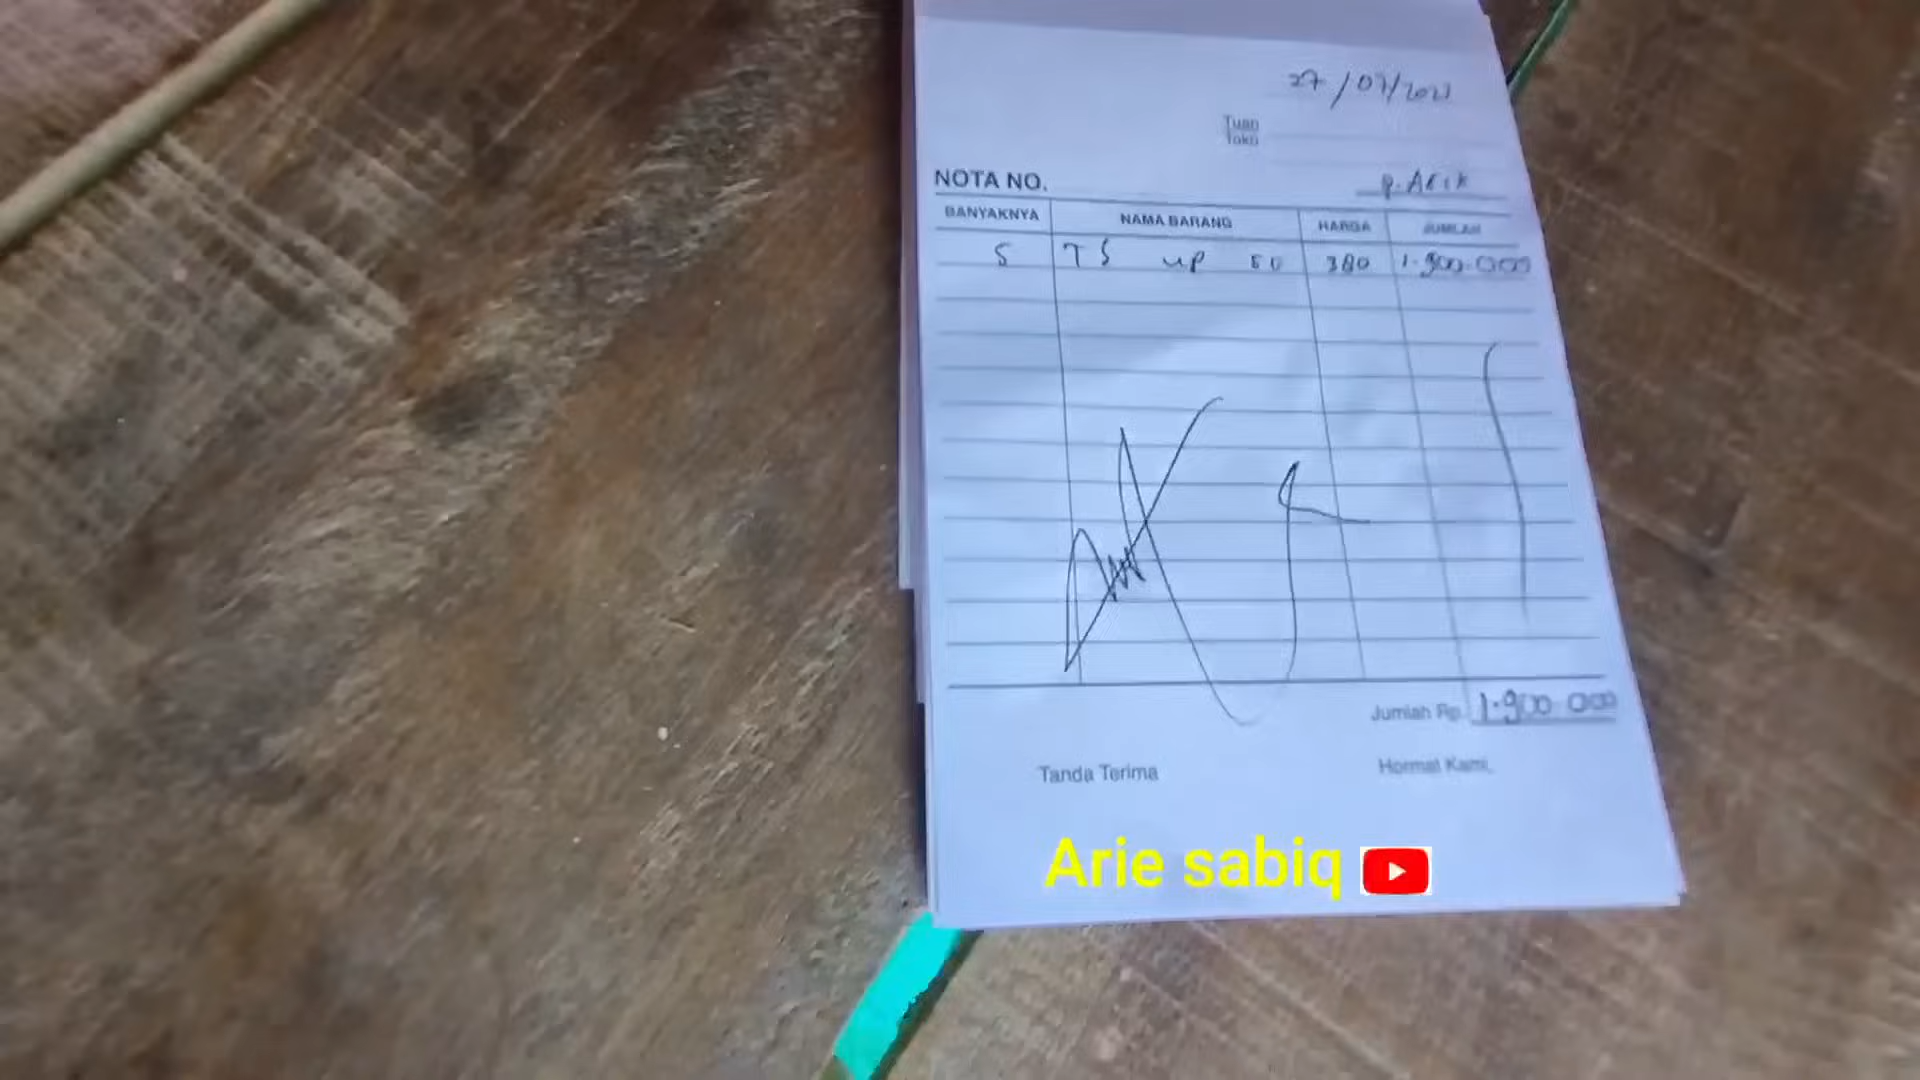 27/07/2021
Tuan
Toko
NOTA NO. p. Arik
BANYAKNYA NAMA BARANG HARGA JUMLAH
5 TS up 50 380 1.900.000
Jumlah Rp. 1.900.000
Tanda Terima Hormat Kami,
Arie sabiq